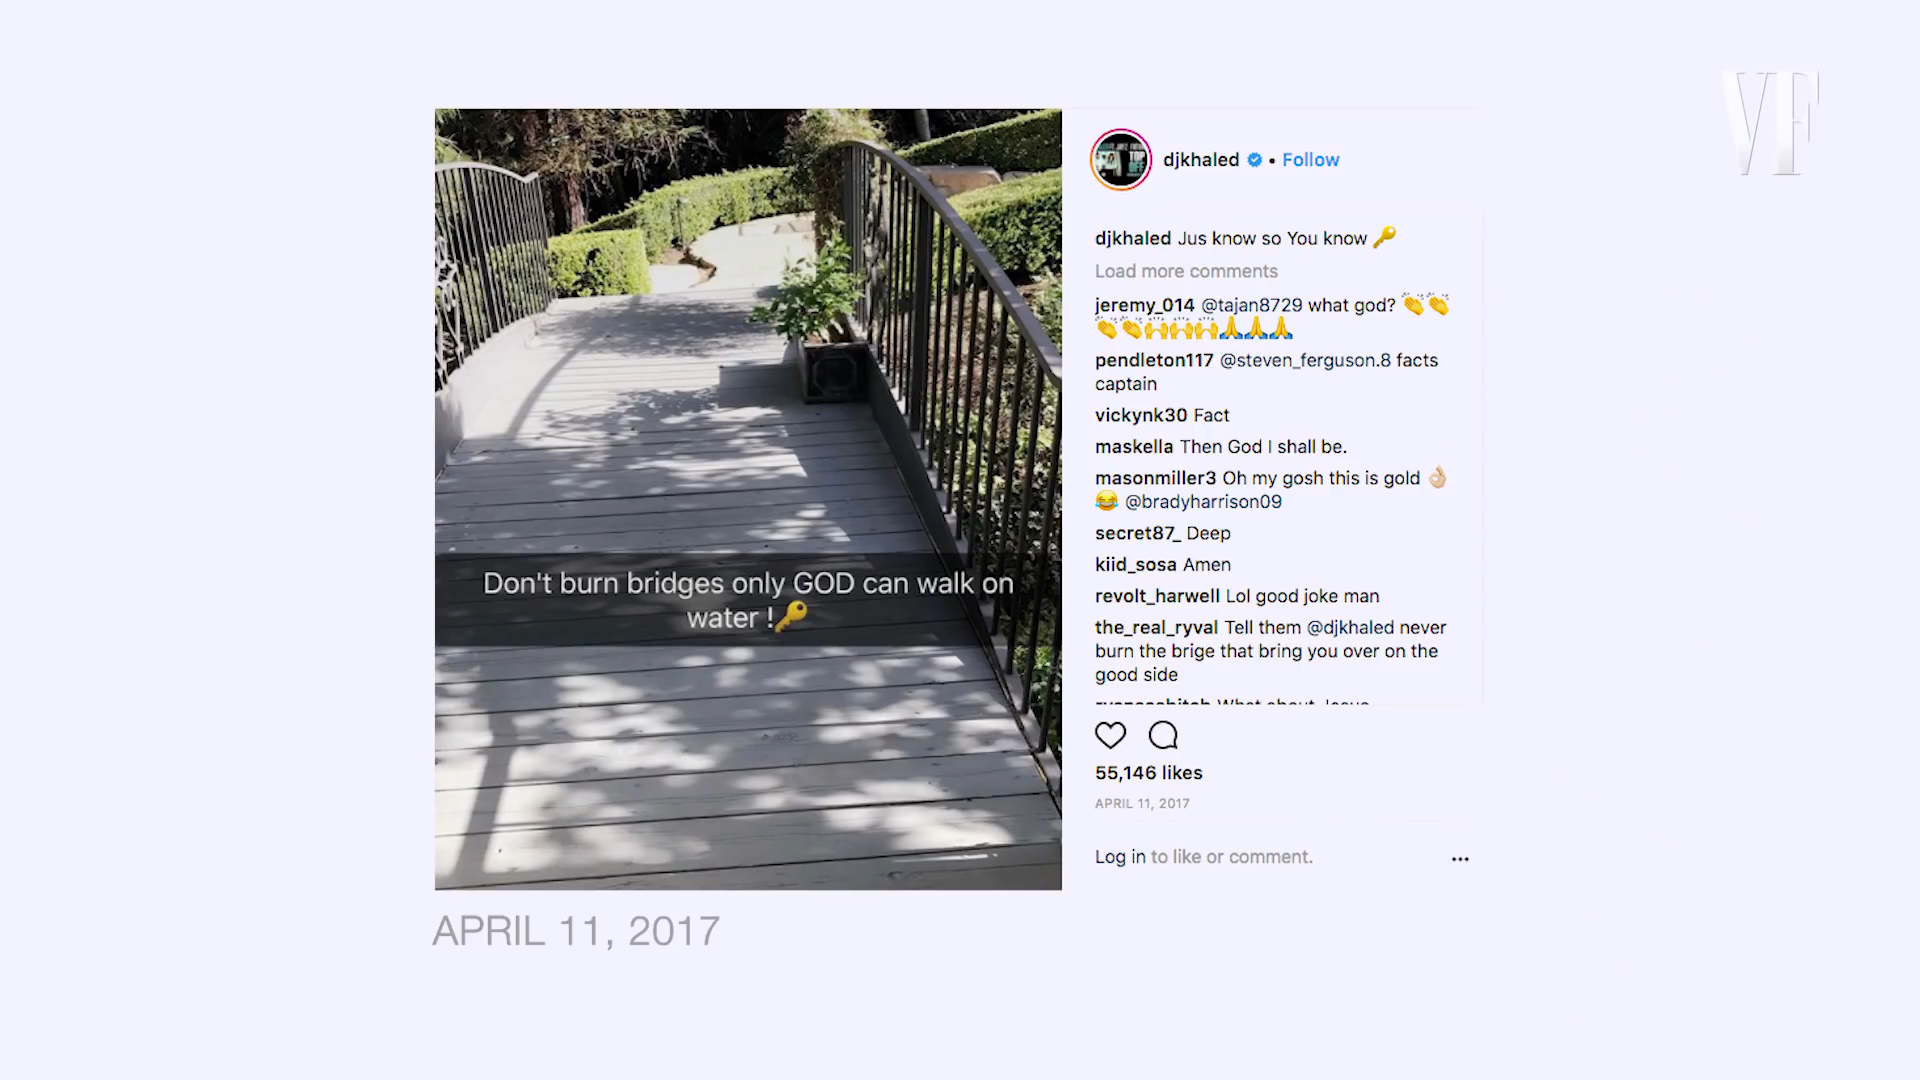 VF
djkhaled • Follow
djkhaled Jus know so You know 🔑
Load more comments
jeremy_014 @tajan8729 what god? 👏👏
👏👏🙌🙌🙌🙏🙏🙏
pendleton117 @steven_ferguson.8 facts
captain
vickynk30 Fact
maskella Then God I shall be.
masonmiller3 Oh my gosh this is gold 👌🏼
😂 @bradyharrison09
secret87_ Deep
kiid_sosa Amen
revolt_harwell Lol good joke man
the_real_ryval Tell them @djkhaled never
burn the brige that bring you over on the
good side
What about Jesus
55,146 likes
APRIL 11, 2017
Log in to like or comment.
Don't burn bridges only GOD can walk on
water !🔑
APRIL 11, 2017